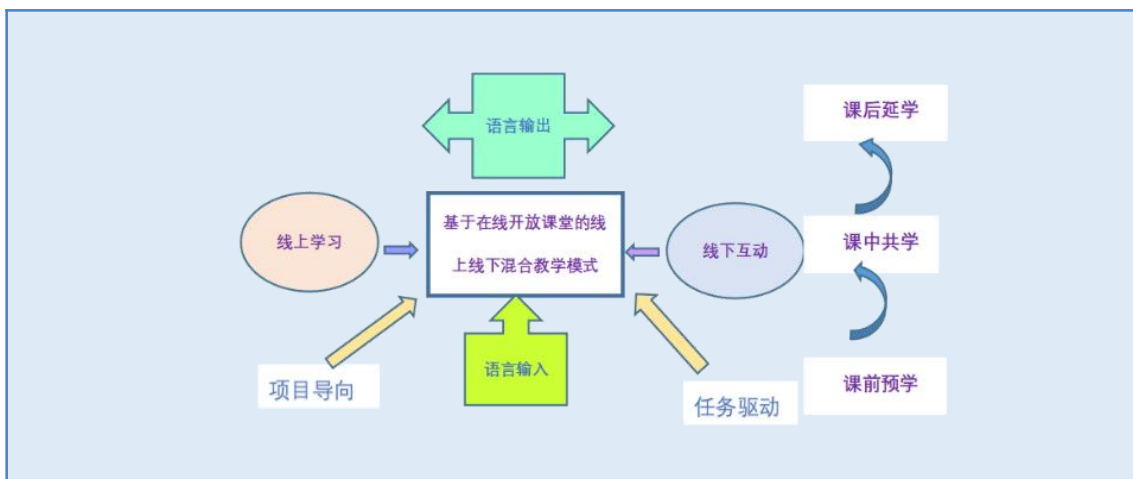 语言输出
课后延学
线上学习
基于在线开放课堂的线
上线下混合教学模式
线下互动
课中共学
项目导向
语言输入
任务驱动
课前预学